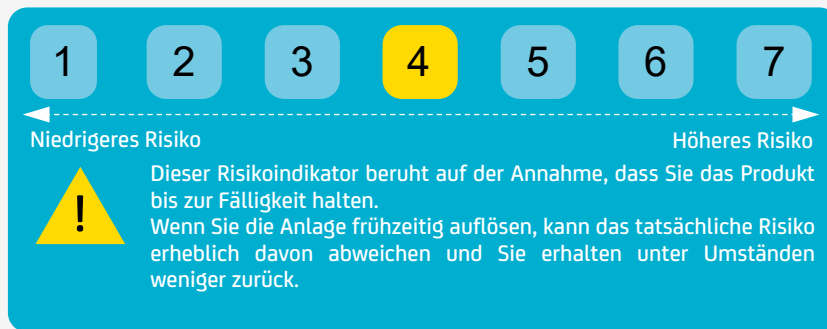 1 2 3 4 5 6 7
Niedrigeres Risiko Höheres Risiko
!
Dieser Risikoindikator beruht auf der Annahme, dass Sie das Produkt
bis zur Fälligkeit halten.
Wenn Sie die Anlage frühzeitig auflösen, kann das tatsächliche Risiko
erheblich davon abweichen und Sie erhalten unter Umständen
weniger zurück.